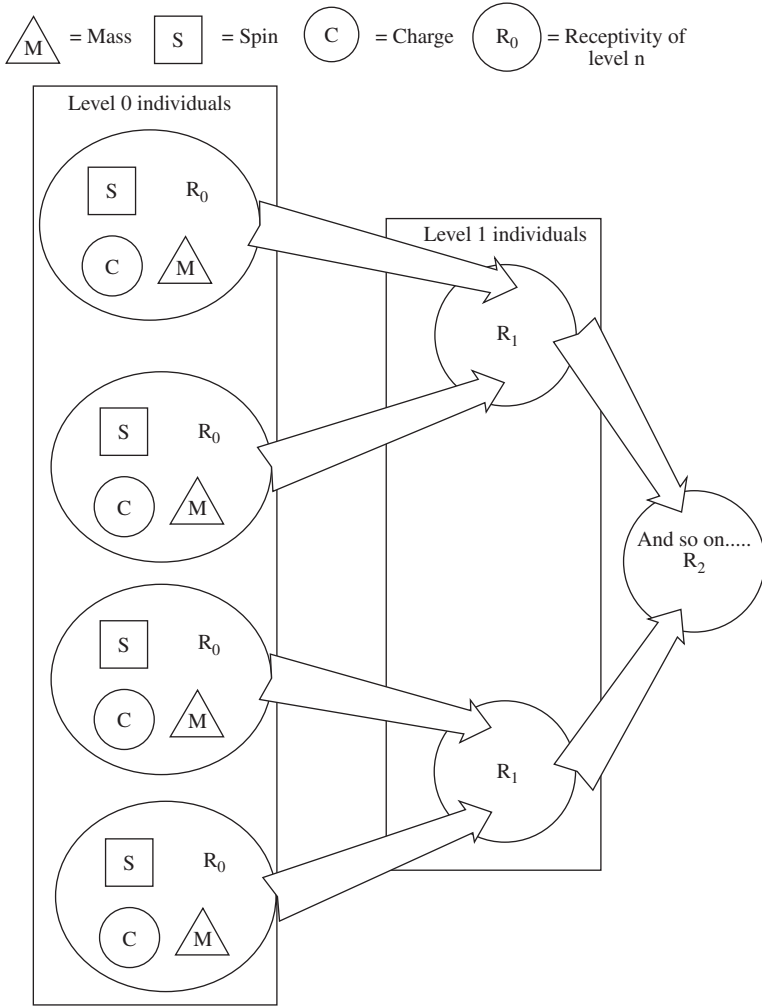 M = Mass S = Spin C = Charge R₀ = Receptivity of
level n
Level 0 individuals
S R₀
C M
Level 1 individuals
R₁
S R₀
C M
And so on.....
R₂
S R₀
C M
R₁
S R₀
C M